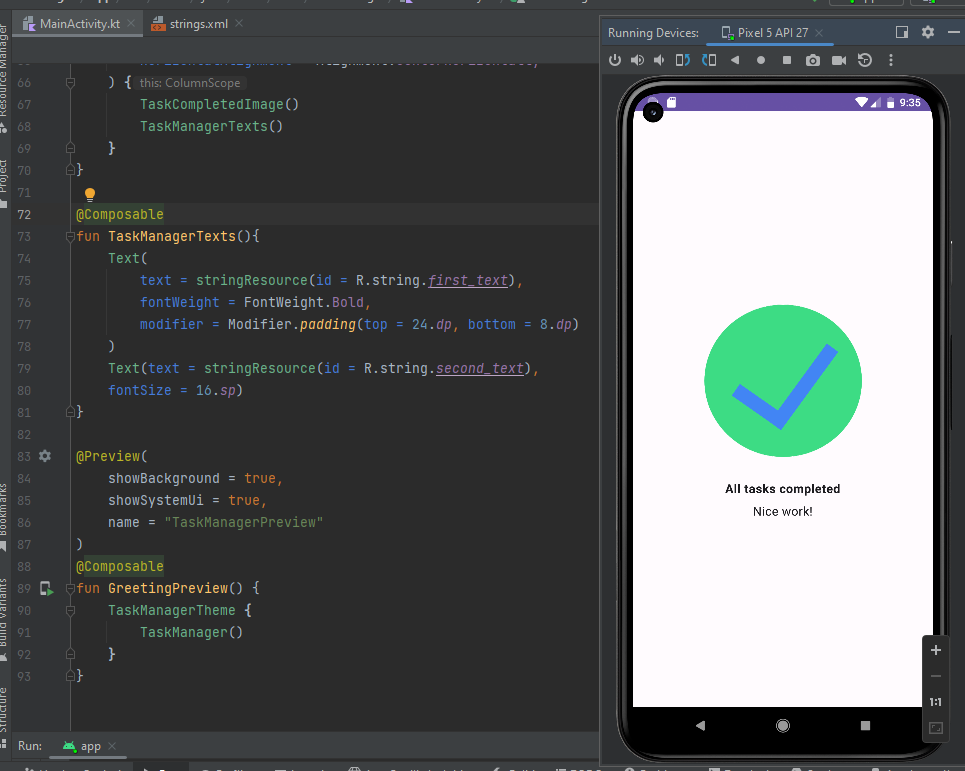 MainActivity.kt
strings.xml
Running Devices:
Pixel 5 API 27
Resource Manager
Project
Bookmarks
Build Variants
Structure
66 ) { this: ColumnScope
67 TaskCompletedImage()
68 TaskManagerTexts()
69 }
70 }
71
72 @Composable
73 fun TaskManagerTexts(){
74 Text(
75 text = stringResource(id = R.string.first_text),
76 fontWeight = FontWeight.Bold,
77 modifier = Modifier.padding(top = 24.dp, bottom = 8.dp)
78 )
79 Text(text = stringResource(id = R.string.second_text),
80 fontSize = 16.sp)
81 }
82
83 @Preview(
84 showBackground = true,
85 showSystemUi = true,
86 name = "TaskManagerPreview"
87 )
88 @Composable
89 fun GreetingPreview() {
90 TaskManagerTheme {
91 TaskManager()
92 }
93 }
9:35
All tasks completed
Nice work!
1:1
Run:
app